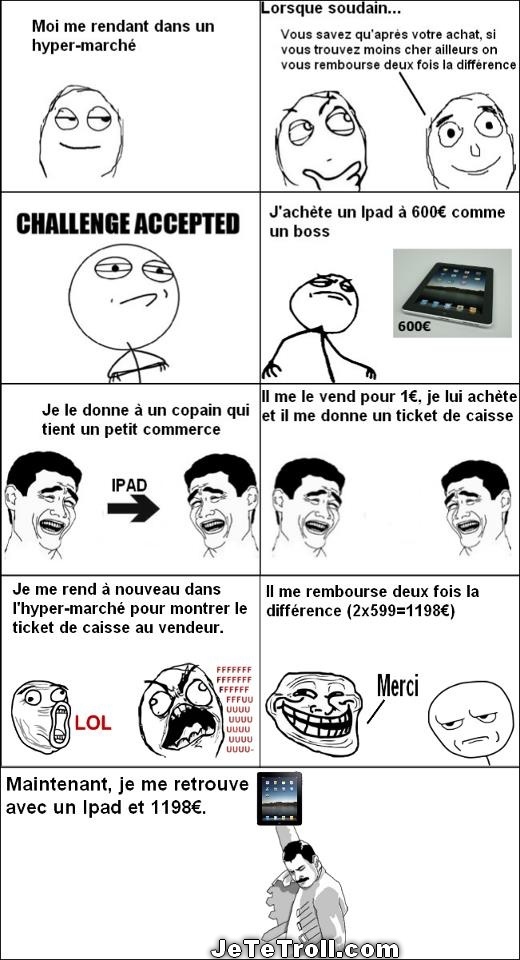 Moi me rendant dans un
hyper-marché
Lorsque soudain...
Vous savez qu'après votre achat, si
vous trouvez moins cher ailleurs on
vous rembourse deux fois la différence
CHALLENGE ACCEPTED
J'achète un Ipad à 600€ comme
un boss
600€
Je le donne à un copain qui
tient un petit commerce
IPAD
Il me le vend pour 1€, je lui achète
et il me donne un ticket de caisse
Je me rend à nouveau dans
l'hyper-marché pour montrer le
ticket de caisse au vendeur.
LOL
FFFFFFF
FFFFFFF
FFFFFF
FFFUU
UUUU
UUUU
UUUU
UUUU
UUUU-
Il me rembourse deux fois la
différence (2x599=1198€)
Merci
Maintenant, je me retrouve
avec un Ipad et 1198€.
JeTeTroll.com